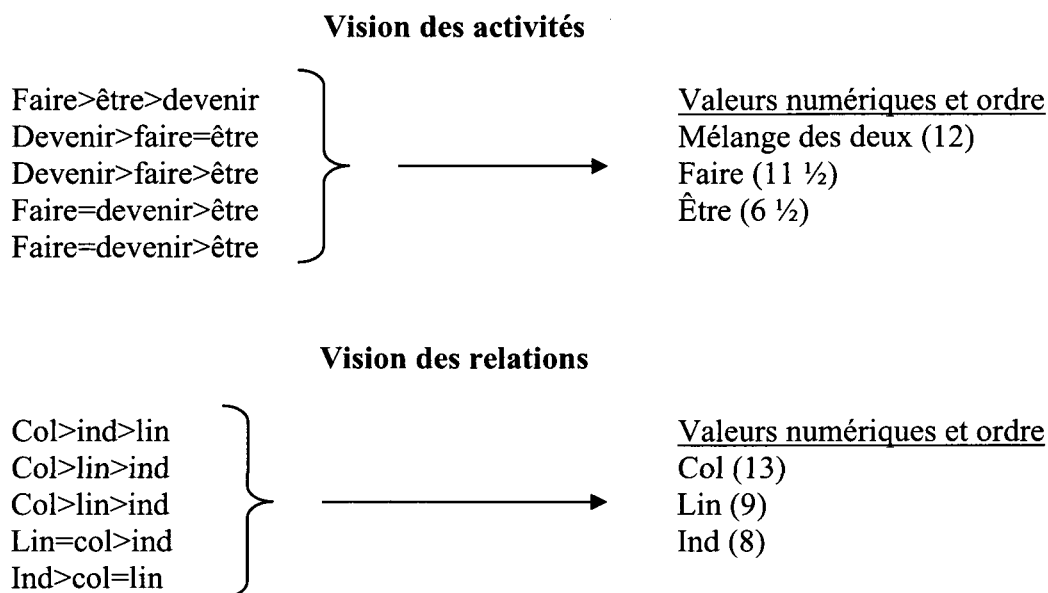 Vision des activités
Faire>être>devenir
Devenir>faire=être
Devenir>faire>être
Faire=devenir>être
Faire=devenir>être
Valeurs numériques et ordre
Mélange des deux (12)
Faire (11 ½)
Être (6 ½)
Vision des relations
Col>ind>lin
Col>lin>ind
Col>lin>ind
Lin=col>ind
Ind>col=lin
Valeurs numériques et ordre
Col (13)
Lin (9)
Ind (8)